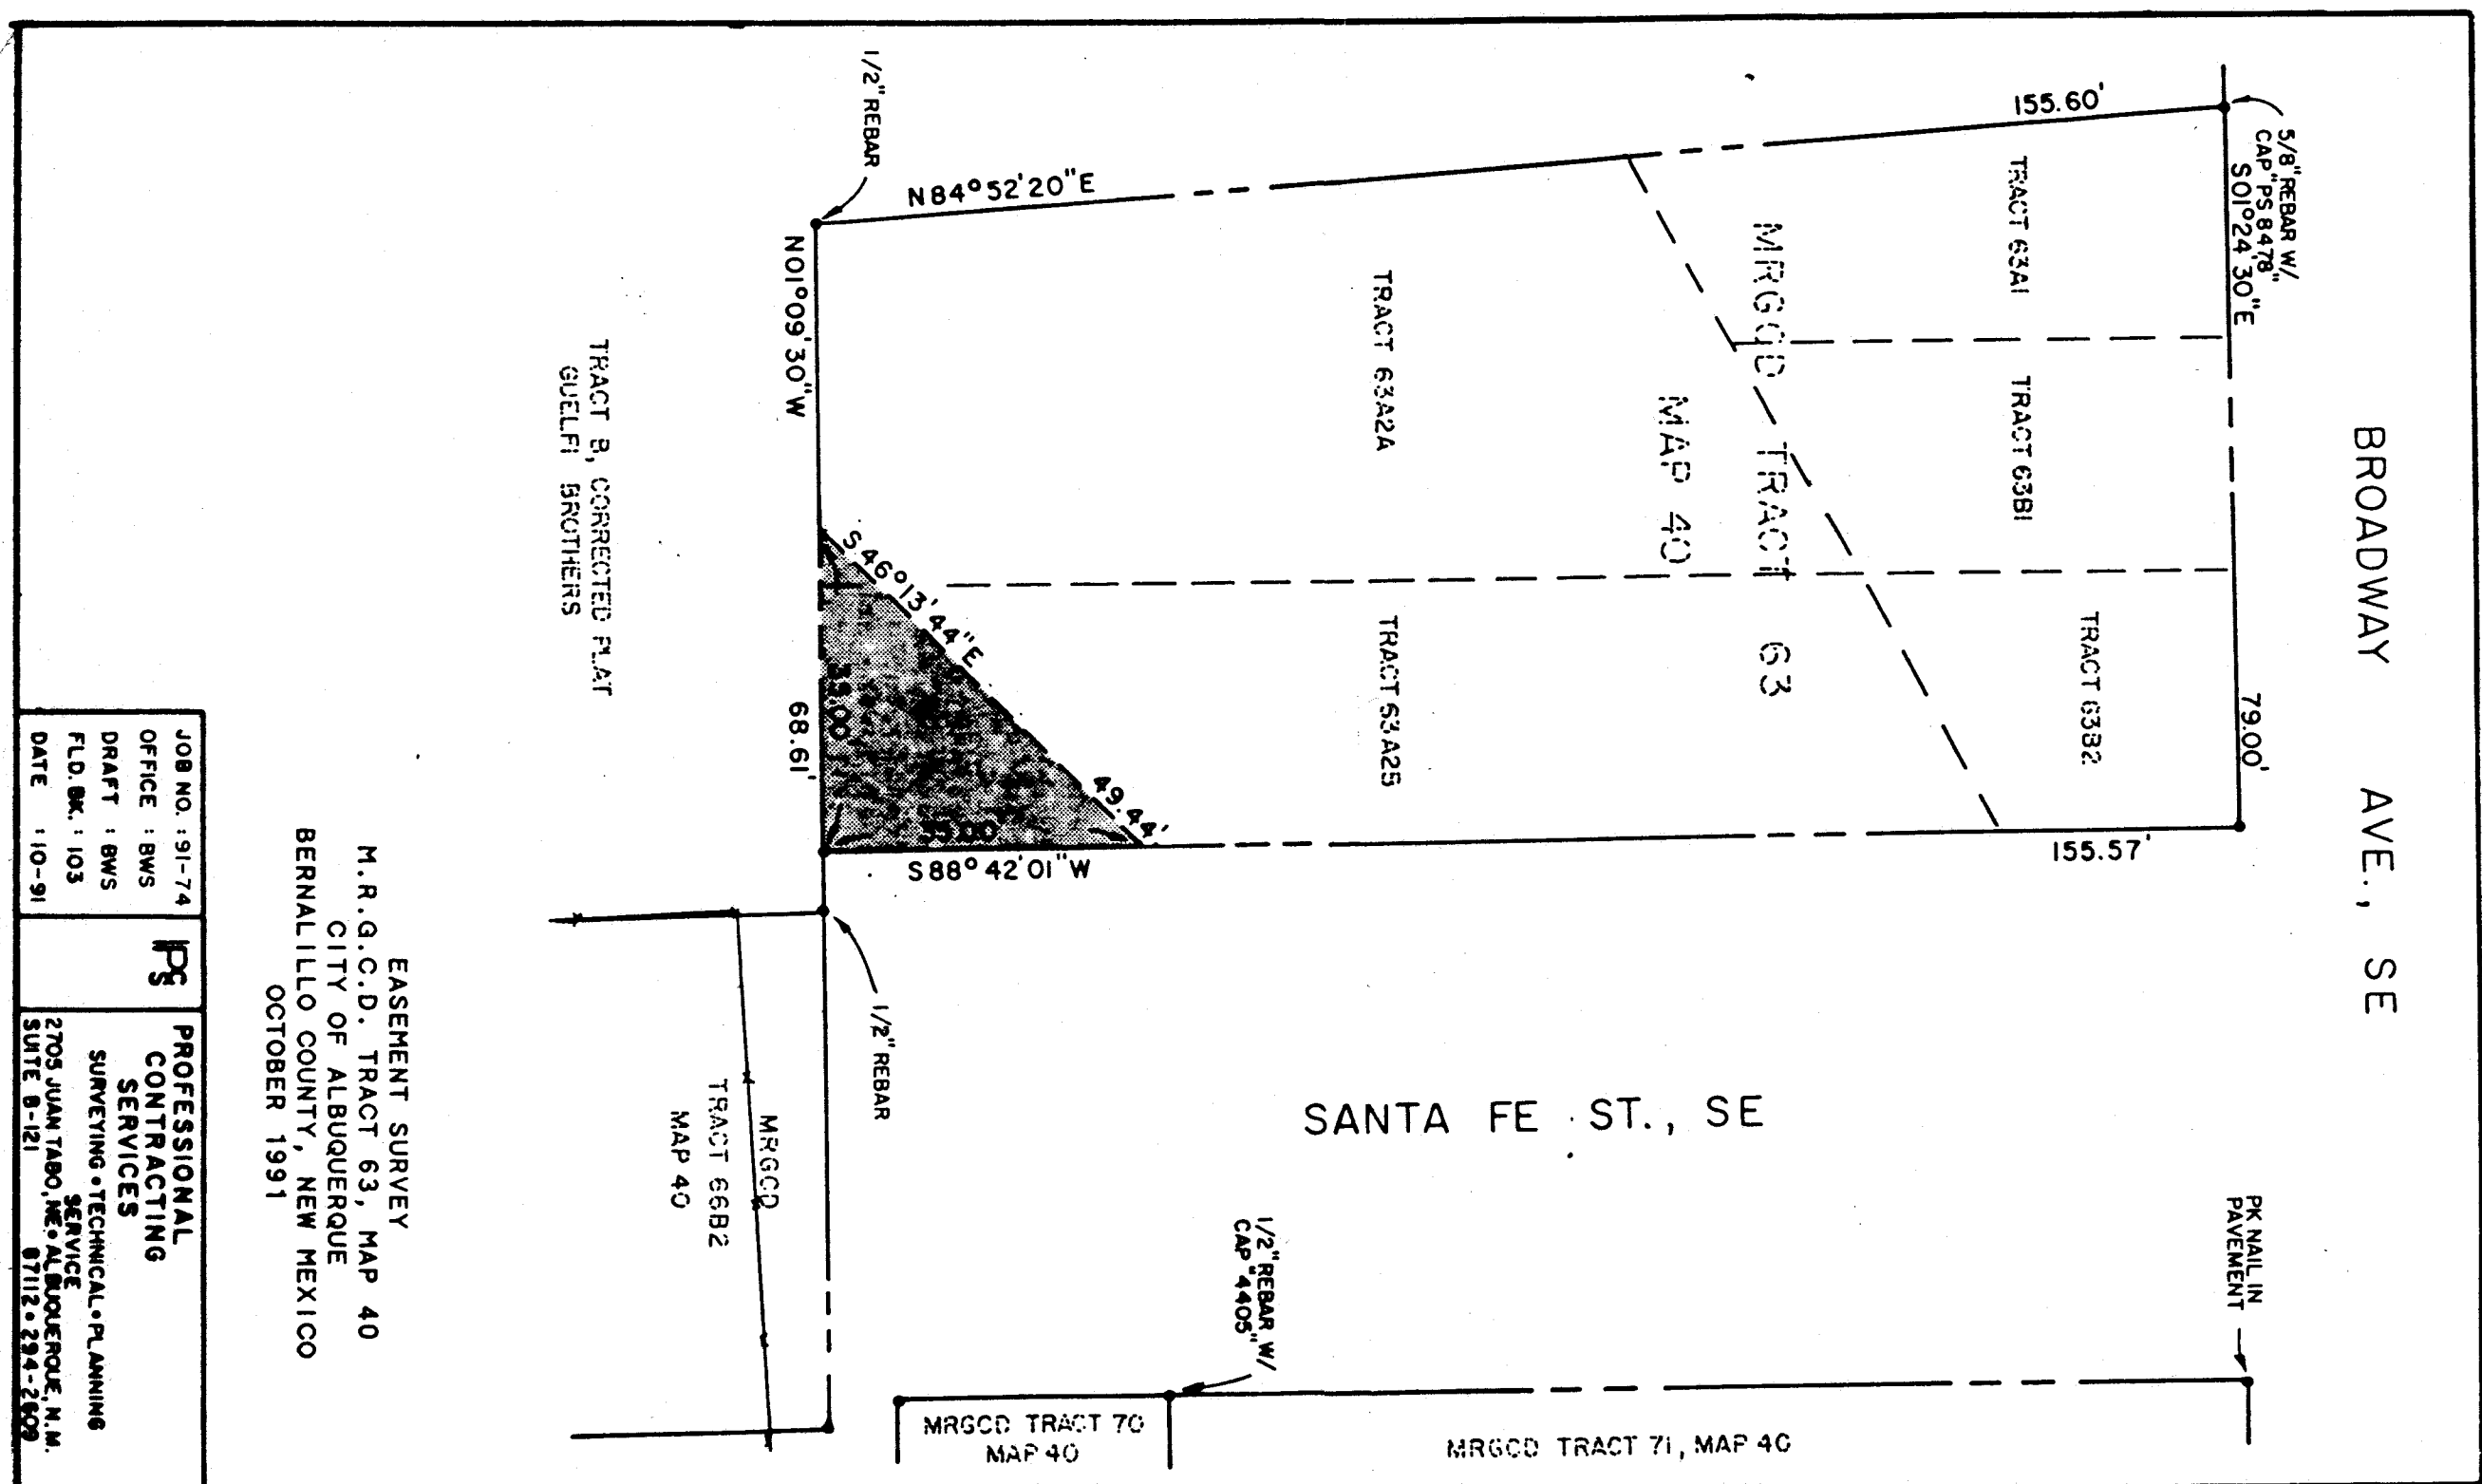 BROADWAY AVE., SE
5/8" REBAR W/
CAP "PS 8478"
S01°24'30"E
79.00'
155.60'
N84°52'20"E
1/2" REBAR
N01°09'30"W
68.61'
TRACT 63A1
TRACT 63B1
TRACT 63B2
MRGCD TRACT 63
MAP 40
TRACT 63A2A
TRACT 63A2B
S46°13'44"E
49.44'
35.00
35.00
S88°42'01"W
155.57'
TRACT B, CORRECTED PLAT
GUELFI BROTHERS
SANTA FE ST., SE
1/2" REBAR
MRGCD
TRACT 66B2
MAP 40
PK NAIL IN
PAVEMENT
1/2" REBAR W/
CAP "4405"
MRGCD TRACT 70
MAP 40
MRGCD TRACT 71, MAP 40
EASEMENT SURVEY
M.R.G.C.D. TRACT 63, MAP 40
CITY OF ALBUQUERQUE
BERNALILLO COUNTY, NEW MEXICO
OCTOBER 1991
JOB NO. : 91-74
OFFICE : BWS
DRAFT : BWS
FLD. BK. : 103
DATE : 10-91
PCS
PROFESSIONAL
CONTRACTING
SERVICES
SURVEYING • TECHNICAL • PLANNING
SERVICE
2705 JUAN TABO, NE • ALBUQUERQUE, N.M.
SUITE B-121 87112 • 294-2609